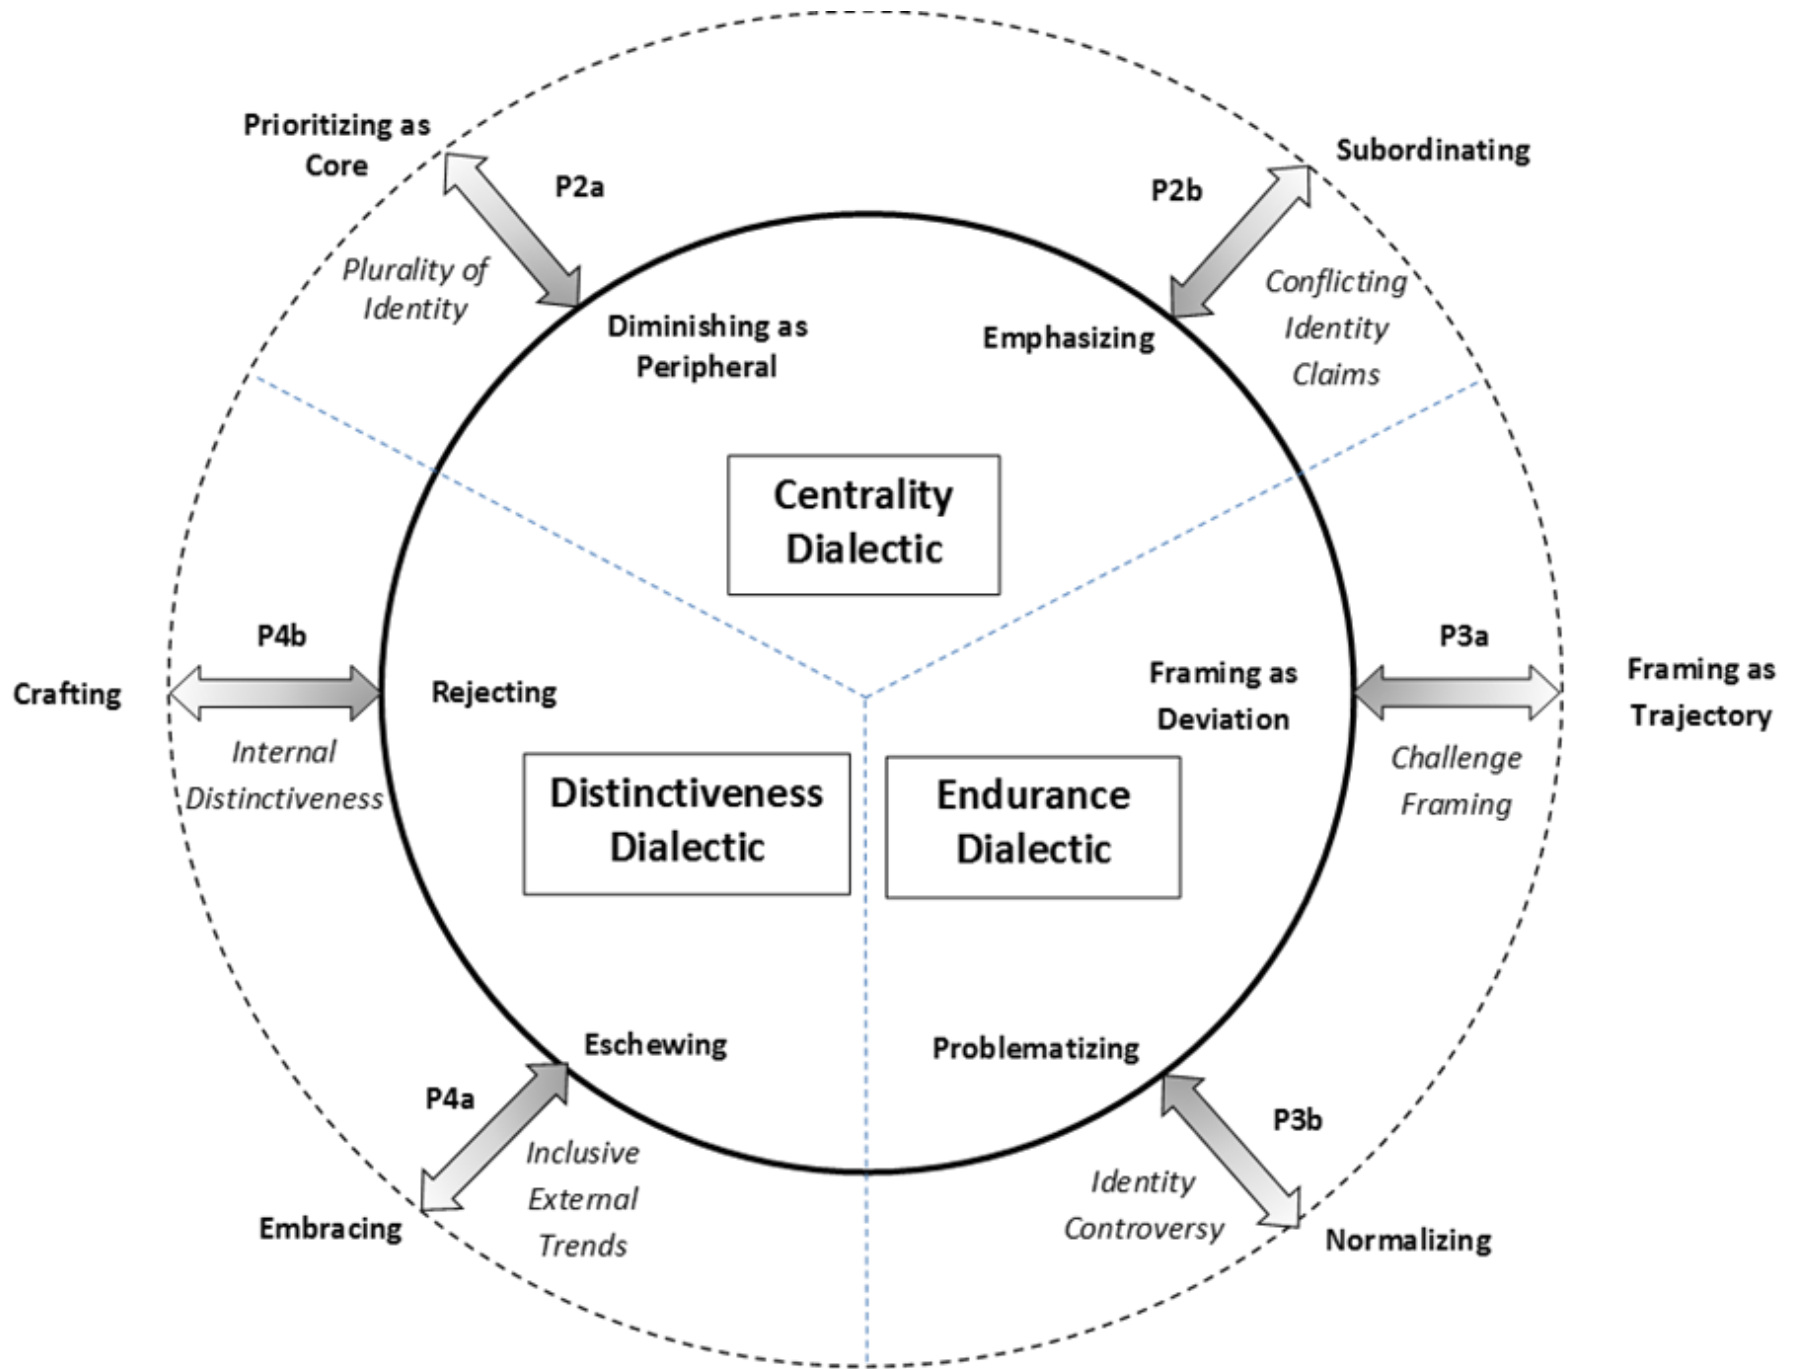 Prioritizing as
Core
P2a
Plurality of
Identity
Diminishing as
Peripheral
P2b
Subordinating
Conflicting
Identity
Claims
Emphasizing
Centrality
Dialectic
P4b
Crafting
Rejecting
Internal
Distinctiveness
Framing as
Deviation
P3a
Framing as
Trajectory
Challenge
Framing
Distinctiveness
Dialectic
Endurance
Dialectic
Eschewing
P4a
Inclusive
External
Trends
Embracing
Problematizing
P3b
Identity
Controversy
Normalizing